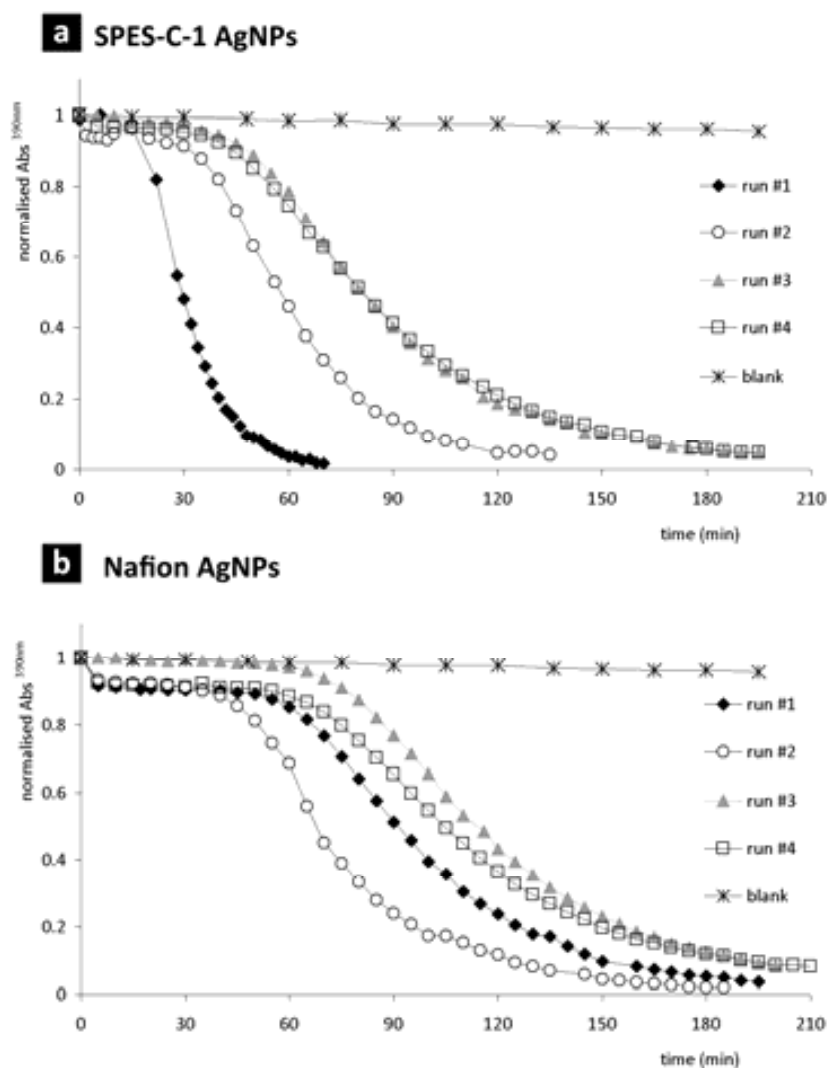 a SPES-C-1 AgNPs
normalised Abs 390nm
1
0.8
0.6
0.4
0.2
0
0 30 60 90 120 150 180 210
time (min)
run #1
run #2
run #3
run #4
blank
b Nafion AgNPs
normalised Abs 390nm
1
0.8
0.6
0.4
0.2
0
0 30 60 90 120 150 180 210
time (min)
run #1
run #2
run #3
run #4
blank